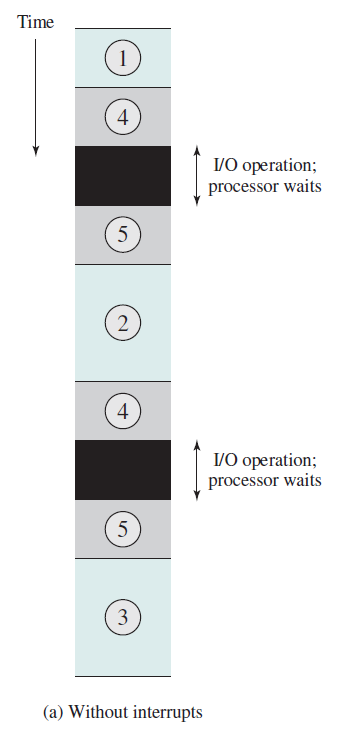 Time
1
4
I/O operation;
processor waits
5
2
4
I/O operation;
processor waits
5
3
(a) Without interrupts